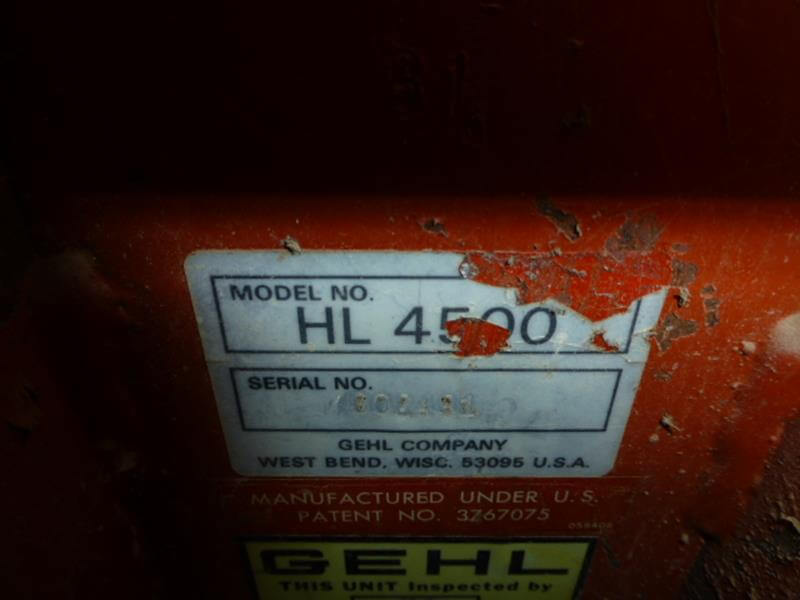 MODEL NO.
HL 4500
SERIAL NO.
GEHL COMPANY
WEST BEND, WISC. 53095 U.S.A.
MANUFACTURED UNDER U.S.
PATENT NO. 3767075
058406
GEHL
THIS UNIT Inspected by